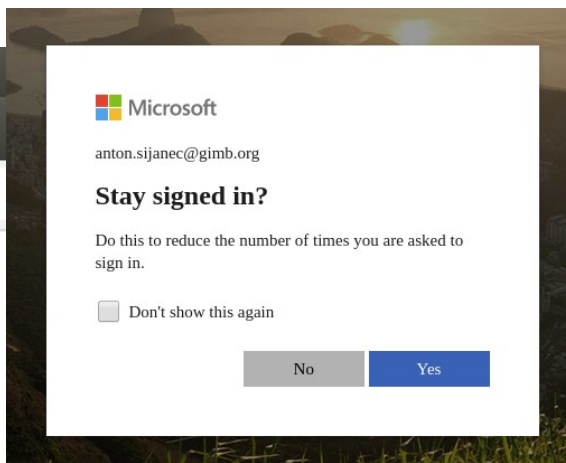 Microsoft
anton.sijanec@gimb.org
Stay signed in?
Do this to reduce the number of times you are asked to
sign in.
Don't show this again
No
Yes